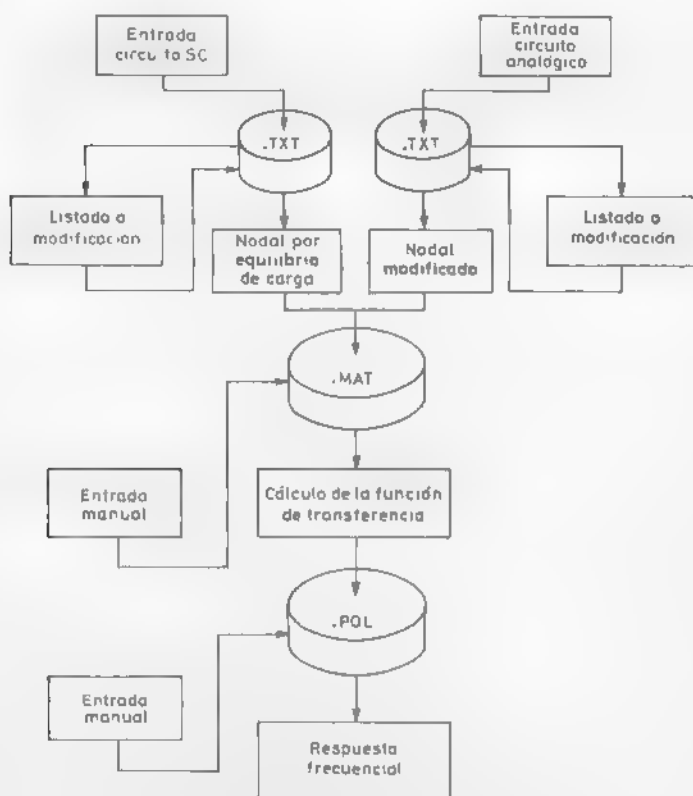 Entrada
circuito SC
Entrada
circuito
analógico
.TXT
.TXT
Listado o
modificación
Nodal por
equilibrio
de carga
Nodal
modificado
Listado o
modificación
.MAT
Entrada
manual
Cálculo de la función
de transferencia
.POL
Entrada
manual
Respuesta
frecuencial